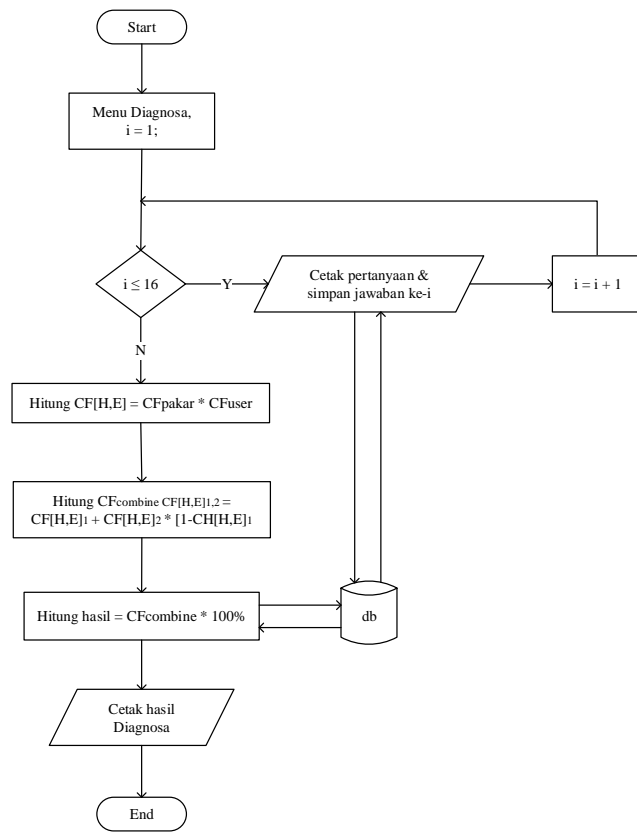 Start
Menu Diagnosa,
i = 1;
i ≤ 16
Y
Cetak pertanyaan &
simpan jawaban ke-i
i = i + 1
N
Hitung CF[H,E] = CFpakar * CFuser
Hitung CFcombine CF[H,E]1,2 =
CF[H,E]1 + CF[H,E]2 * [1-CH[H,E]1
Hitung hasil = CFcombine * 100%
db
Cetak hasil
Diagnosa
End